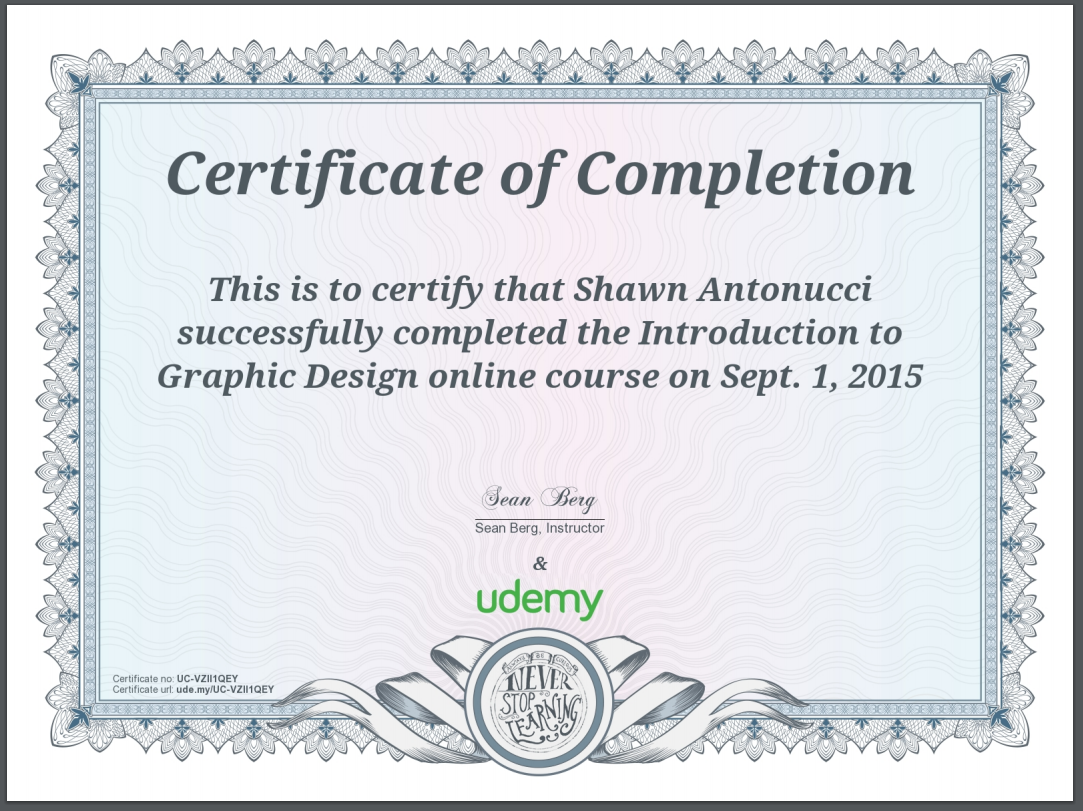 Certificate of Completion
This is to certify that Shawn Antonucci
successfully completed the Introduction to
Graphic Design online course on Sept. 1, 2015
Sean Berg
Sean Berg, Instructor
&
udemy
Certificate no: UC-VZII1QEY
Certificate url: ude.my/UC-VZII1QEY
NEVER
STOP
LEARNING